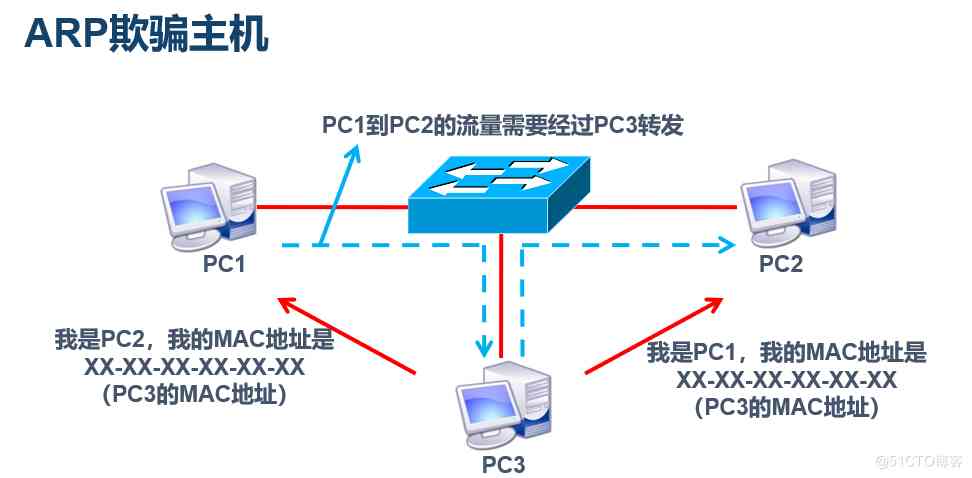 ARP欺骗主机
PC1到PC2的流量需要经过PC3转发
PC1
PC2
我是PC2，我的MAC地址是
XX-XX-XX-XX-XX-XX
（PC3的MAC地址）
我是PC1，我的MAC地址是
XX-XX-XX-XX-XX-XX
（PC3的MAC地址）
PC3
@51CTO博客